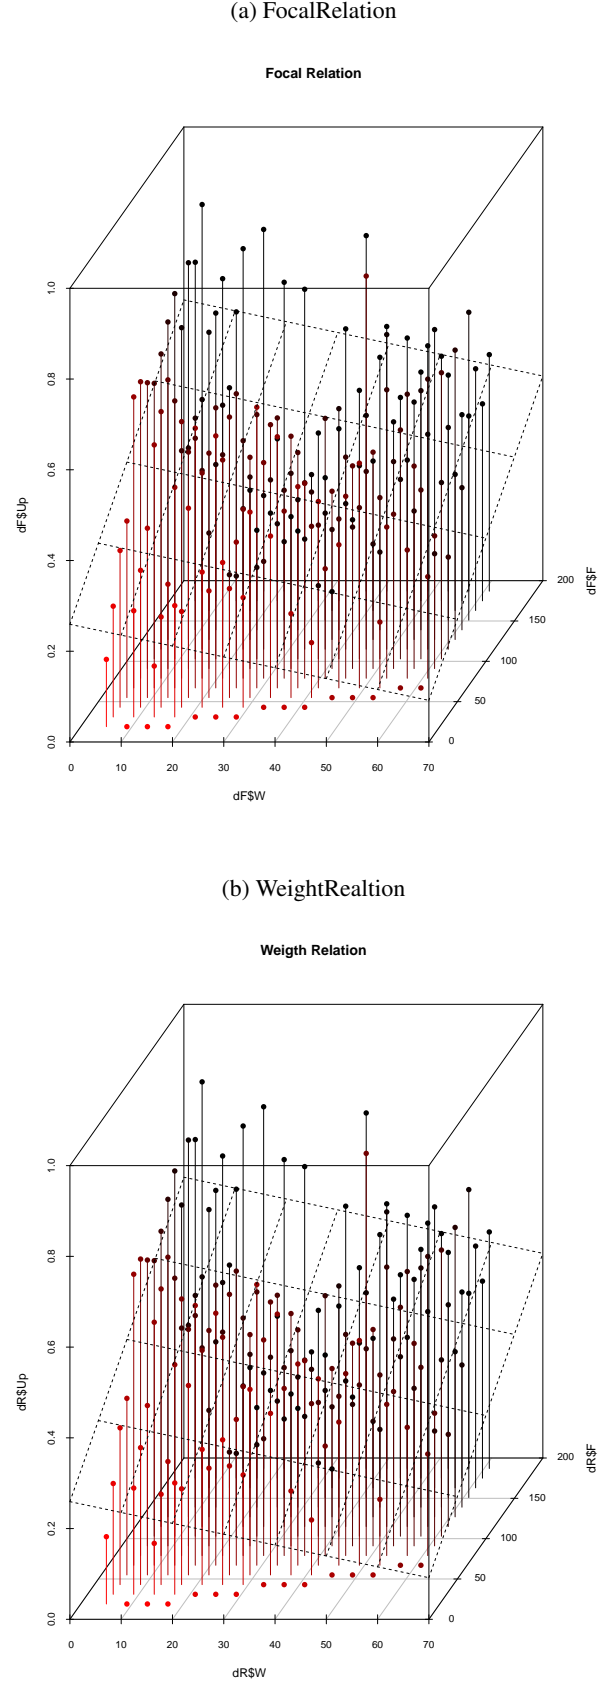 (a) FocalRelation
Focal Relation
1.0
0.8
0.6
0.4
0.2
0.0
dF$Up
0 10 20 30 40 50 60 70
dF$W
0
50
100
150
200
dF$F
(b) WeightRealtion
Weigth Relation
1.0
0.8
0.6
0.4
0.2
0.0
dR$Up
0 10 20 30 40 50 60 70
dR$W
0
50
100
150
200
dR$F